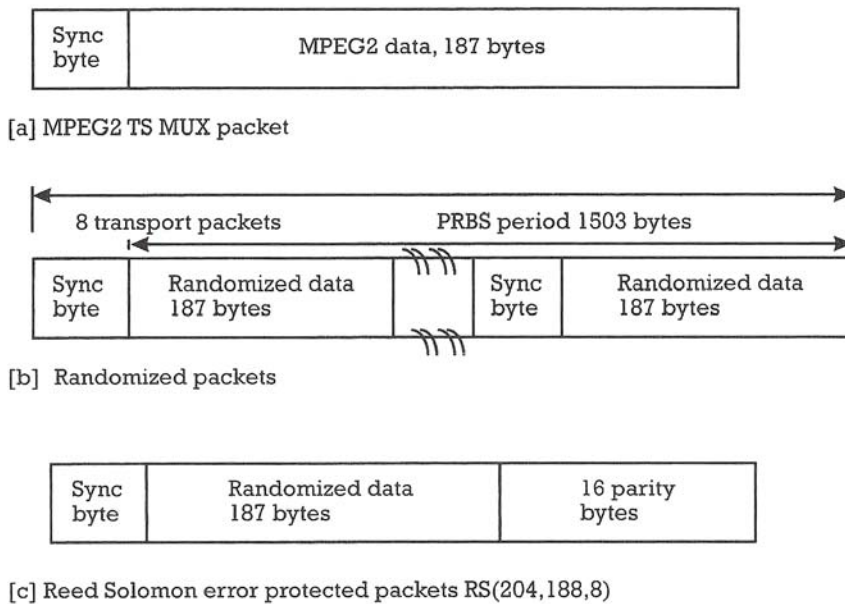 Sync
byte
MPEG2 data, 187 bytes
[a] MPEG2 TS MUX packet
8 transport packets
PRBS period 1503 bytes
Sync
byte
Randomized data
187 bytes
Sync
byte
Randomized data
187 bytes
[b] Randomized packets
Sync
byte
Randomized data
187 bytes
16 parity
bytes
[c] Reed Solomon error protected packets RS(204,188,8)